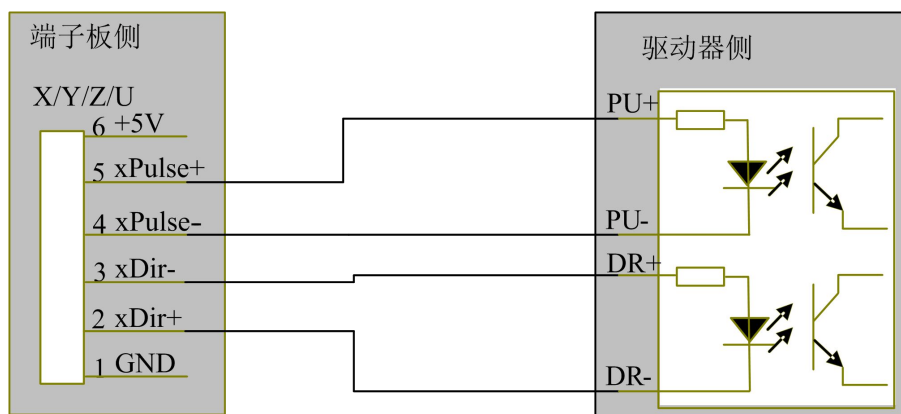 端子板侧
X/Y/Z/U
6 +5V
5 xPulse+
4 xPulse-
3 xDir-
2 xDir+
1 GND
驱动器侧
PU+
PU-
DR+
DR-